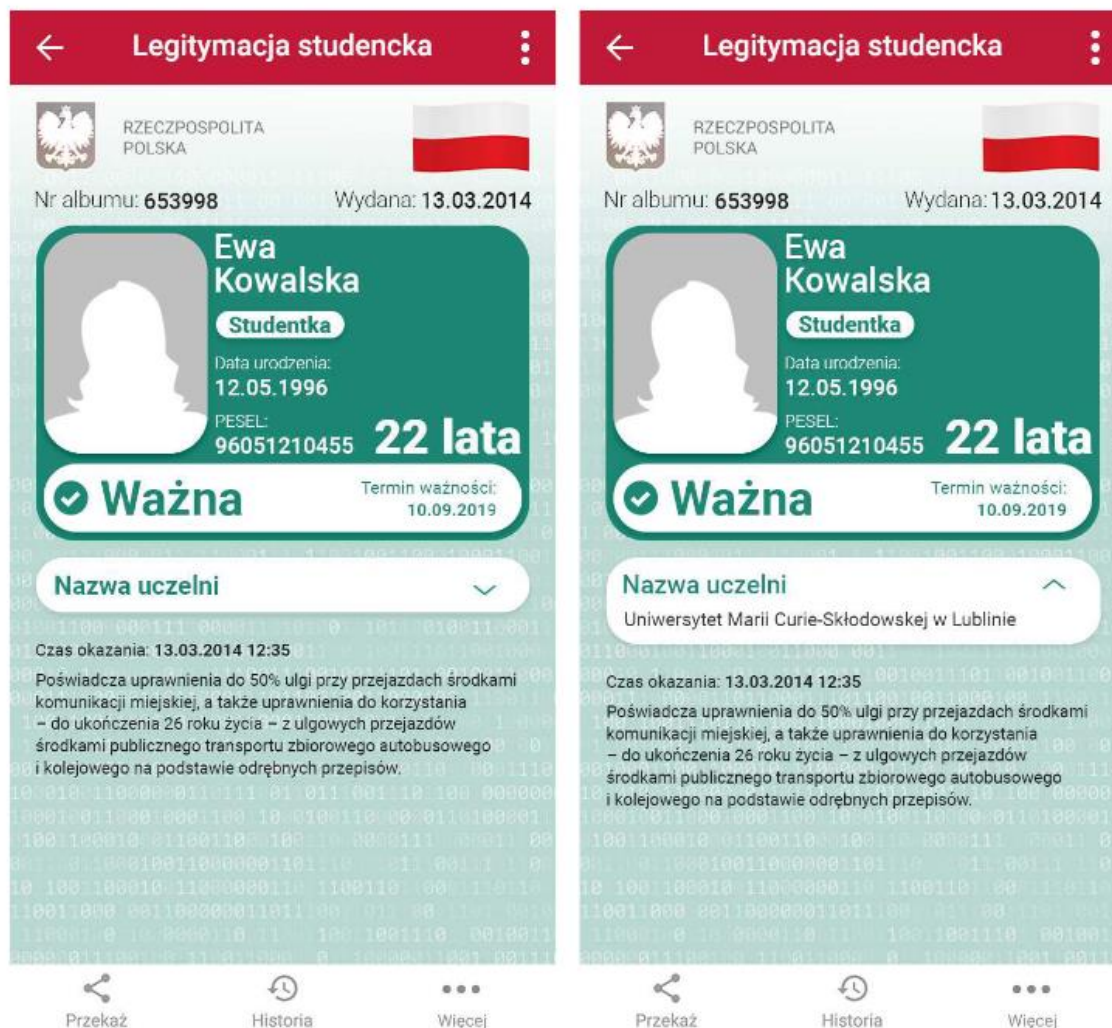 Legitymacja studencka
RZECZPOSPOLITA
POLSKA
Nr albumu: 653998 Wydana: 13.03.2014
Ewa
Kowalska
Studentka
Data urodzenia:
12.05.1996
PESEL:
96051210455 22 lata
Ważna
Termin ważności:
10.09.2019
Nazwa uczelni
Czas okazania: 13.03.2014 12:35
Poświadcza uprawnienia do 50% ulgi przy przejazdach środkami
komunikacji miejskiej, a także uprawnienia do korzystania
– do ukończenia 26 roku życia – z ulgowych przejazdów
środkami publicznego transportu zbiorowego autobusowego
i kolejowego na podstawie odrębnych przepisów.
Przekaż Historia Więcej
Legitymacja studencka
RZECZPOSPOLITA
POLSKA
Nr albumu: 653998 Wydana: 13.03.2014
Ewa
Kowalska
Studentka
Data urodzenia:
12.05.1996
PESEL:
96051210455 22 lata
Ważna
Termin ważności:
10.09.2019
Nazwa uczelni
Uniwersytet Marii Curie-Skłodowskej w Lublinie
Czas okazania: 13.03.2014 12:35
Poświadcza uprawnienia do 50% ulgi przy przejazdach środkami
komunikacji miejskiej, a także uprawnienia do korzystania
– do ukończenia 26 roku życia – z ulgowych przejazdów
środkami publicznego transportu zbiorowego autobusowego
i kolejowego na podstawie odrębnych przepisów.
Przekaż Historia Więcej